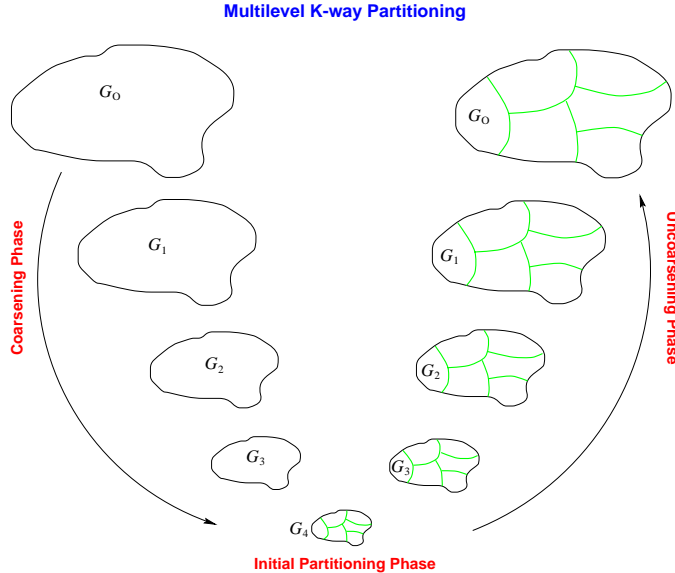 Multilevel K-way Partitioning
G₀
G₀
G₁
G₁
Coarsening Phase
Uncoarsening Phase
G₂
G₂
G₃
G₃
G₄
Initial Partitioning Phase